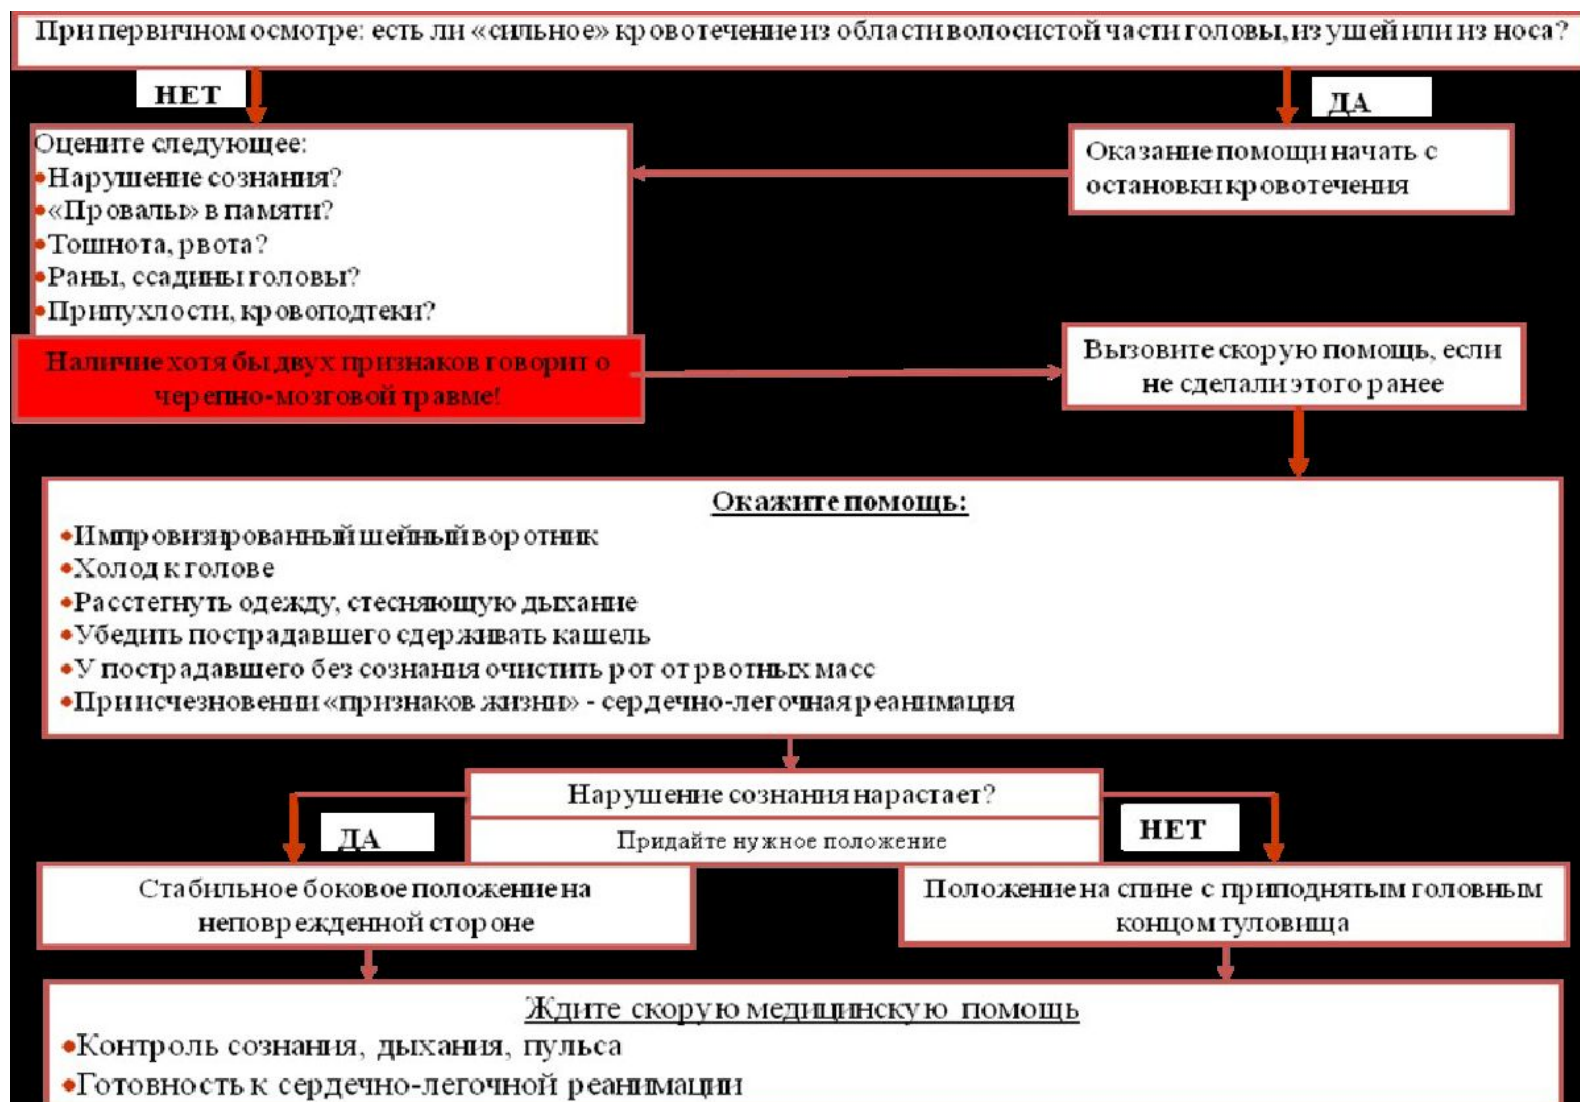 При первичном осмотре: есть ли «сильное» кровотечение из области волосистой части головы, из ушей или из носа?
НЕТ
ДА
Оцените следующее:
•Нарушение сознания?
•«Провалы» в памяти?
•Тошнота, рвота?
•Раны, ссадины головы?
•Припухлости, кровоподтеки?
Оказание помощи начать с
остановки кровотечения
Наличие хотя бы двух признаков говорит о
черепно-мозговой травме!
Вызовите скорую помощь, если
не сделали этого ранее
Окажите помощь:
•Импровизированный шейный воротник
•Холод к голове
•Расстегнуть одежду, стесняющую дыхание
•Убедить пострадавшего сдерживать кашель
•У пострадавшего без сознания очистить рот от рвотных масс
•При исчезновении «признаков жизни» - сердечно-легочная реанимация
Нарушение сознания нарастает?
Придайте нужное положение
ДА
НЕТ
Стабильное боковое положение на
неповрежденной стороне
Положение на спине с приподнятым головным
концом туловища
Ждите скорую медицинскую помощь
•Контроль сознания, дыхания, пульса
•Готовность к сердечно-легочной реанимации